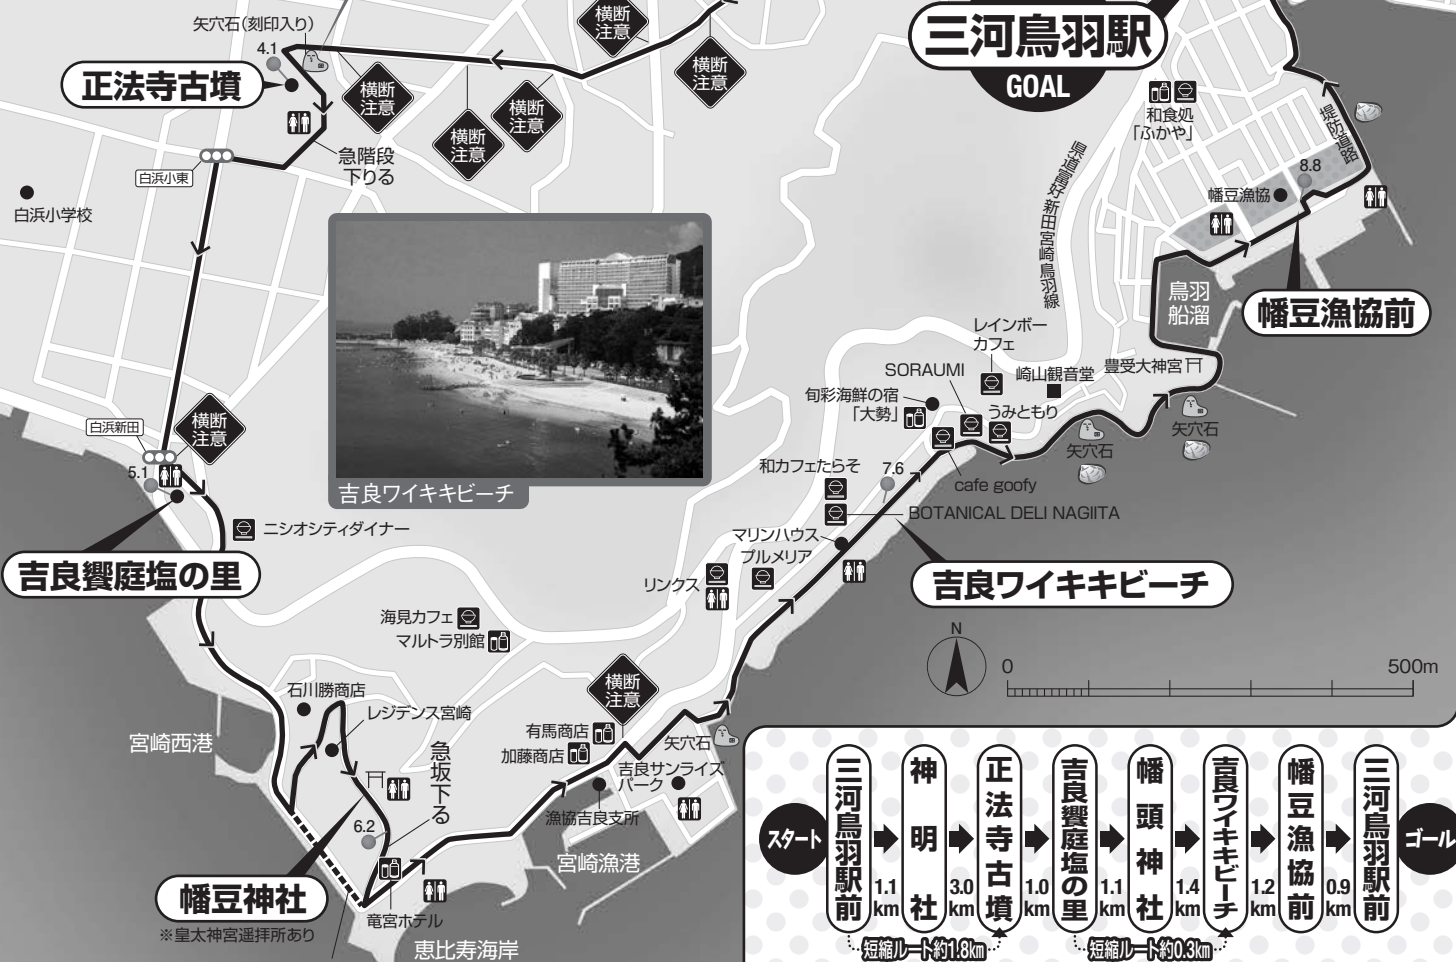 矢穴石(刻印入り)
4.1
正法寺古墳
横断
注意
横断
注意
横断
注意
横断
注意
横断
注意
三河鳥羽駅
GOAL
和食処
「ふかや」
堤防道路
8.8
幡豆漁協
県道富好新田宮崎鳥羽線
急階段
下りる
白浜小東
白浜小学校
鳥羽
船溜
幡豆漁協前
レインボー
カフェ
SORAUMI
崎山観音堂
豊受大神宮
旬彩海鮮の宿
「大勢」
うみともり
矢穴石
矢穴石
白浜新田
横断
注意
5.1
吉良ワイキキビーチ
和カフェたらそ
7.6
cafe goofy
BOTANICAL DELI NAGIITA
ニシオシティダイナー
吉良饗庭塩の里
マリンハウス
プルメリア
リンクス
吉良ワイキキビーチ
海見カフェ
マルトラ別館
N
0
500m
横断
注意
石川勝商店
レジデンス宮崎
宮崎西港
急坂下る
有馬商店
加藤商店
矢穴石
吉良サンライズ
パーク
漁協吉良支所
宮崎漁港
6.2
幡豆神社
※皇太神宮遥拝所あり
竜宮ホテル
恵比寿海岸
スタート
三河鳥羽駅前
1.1
km
神明社
3.0
km
正法寺古墳
1.0
km
吉良饗庭塩の里
1.1
km
幡頭神社
1.4
km
吉良ワイキキビーチ
1.2
km
幡豆漁協前
0.9
km
三河鳥羽駅前
ゴール
短縮ルート約1.8km
短縮ルート約0.3km